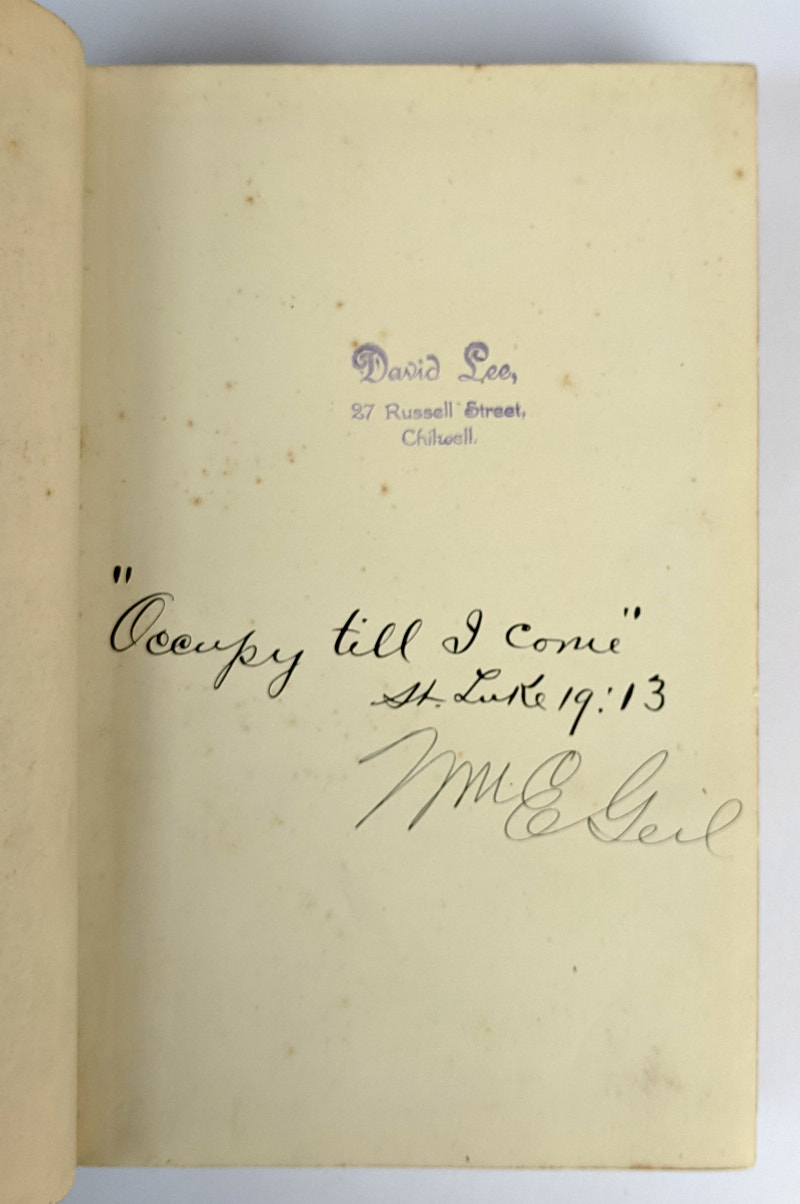 David Lee,
27 Russell Street,
Chilwell.
"Occupy till I come"
St. Luke 19:13
Wm. E Geil